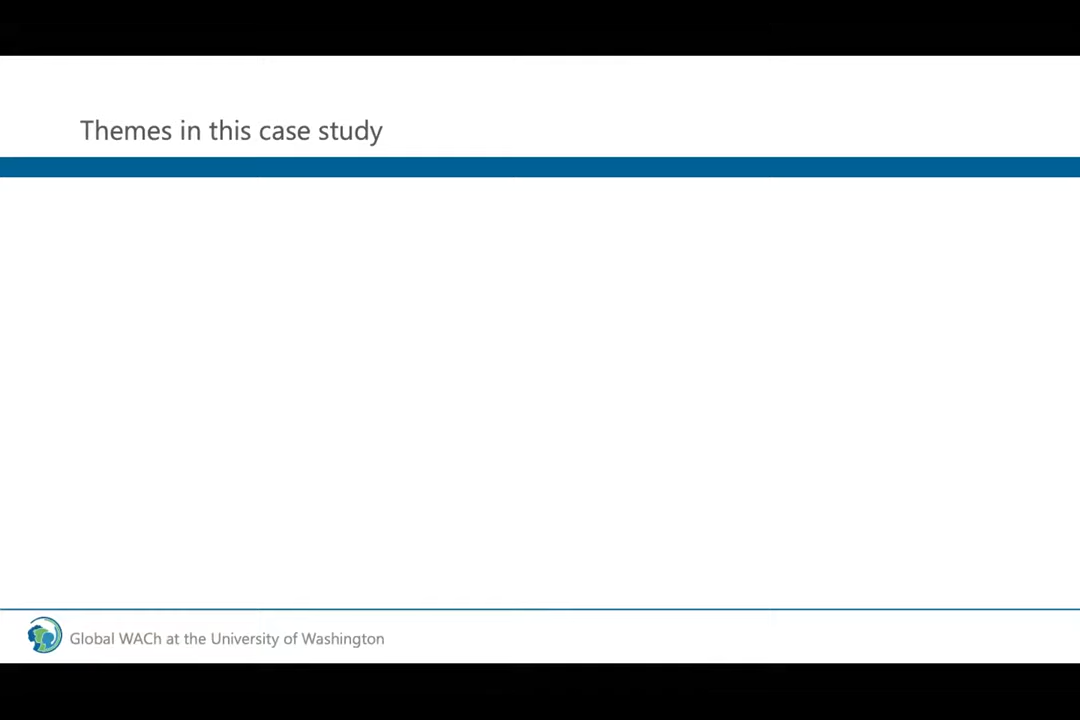 Themes in this case study
Global WACh at the University of Washington